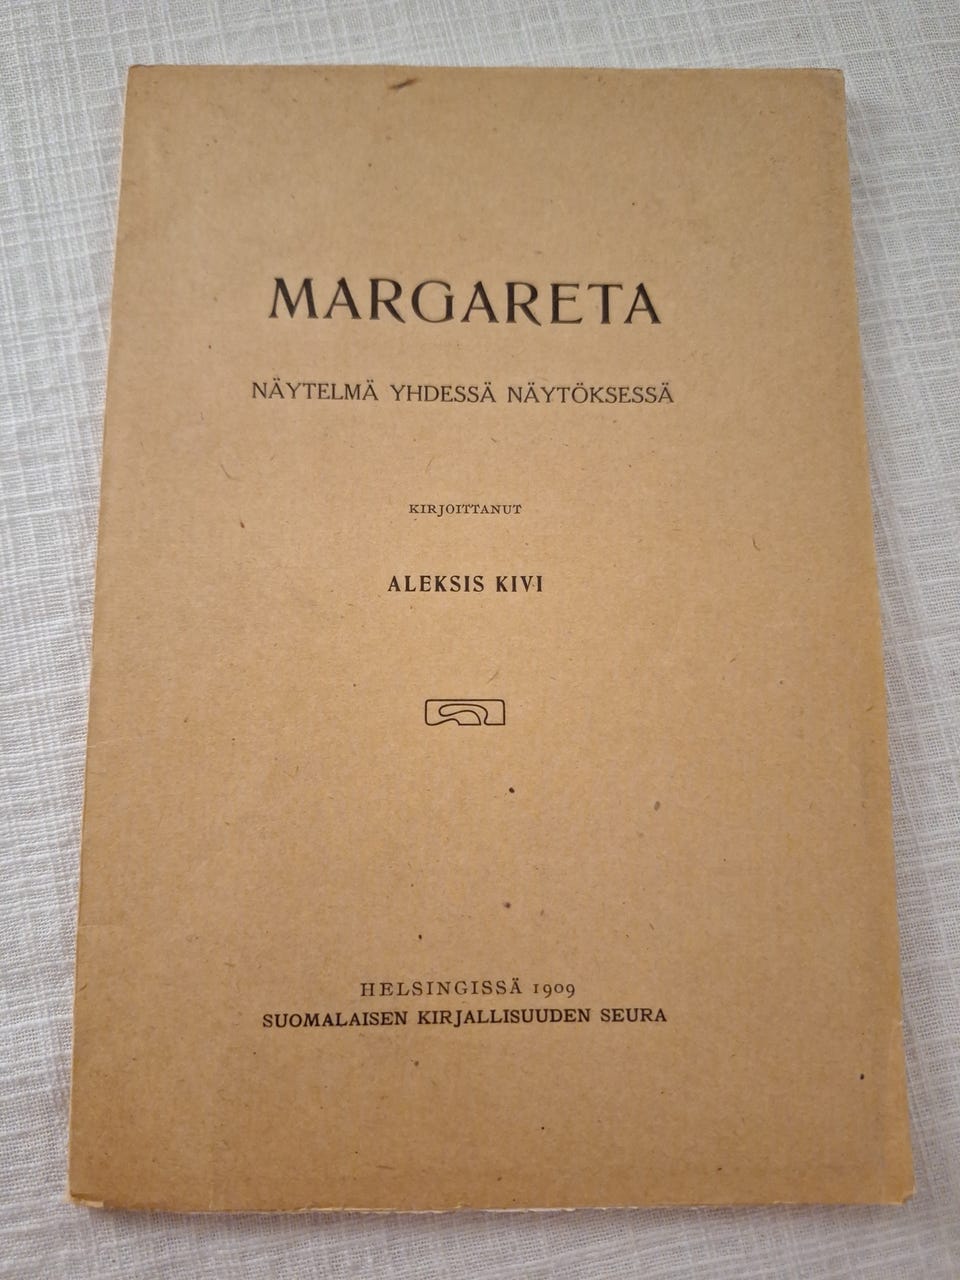 MARGARETA
NÄYTELMÄ YHDESSÄ NÄYTÖKSESSÄ
KIRJOITTANUT
ALEKSIS KIVI
HELSINGISSÄ 1909
SUOMALAISEN KIRJALLISUUDEN SEURA